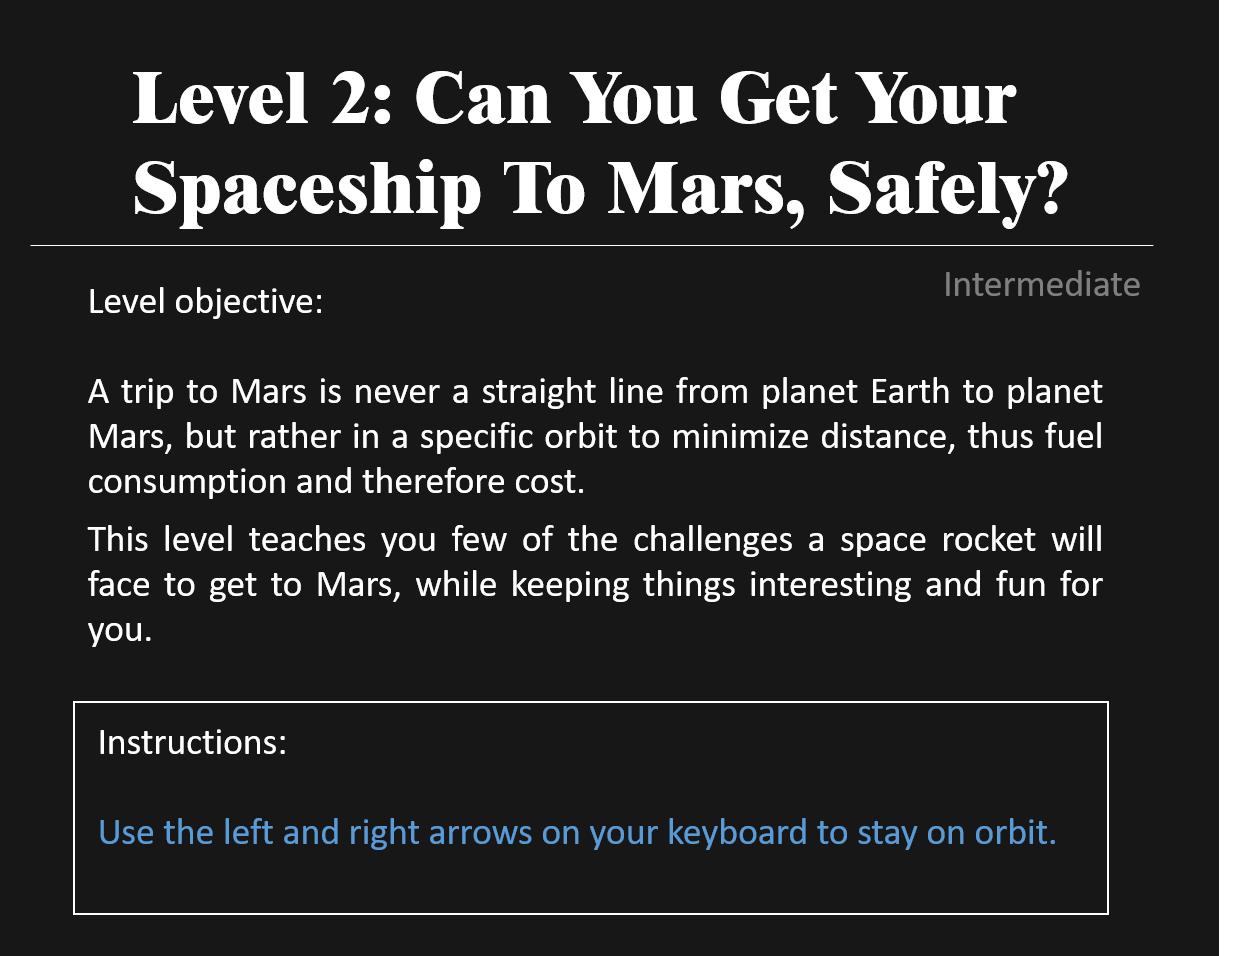 Level 2: Can You Get Your
Spaceship To Mars, Safely?
Intermediate
Level objective:
A trip to Mars is never a straight line from planet Earth to planet
Mars, but rather in a specific orbit to minimize distance, thus fuel
consumption and therefore cost.
This level teaches you few of the challenges a space rocket will
face to get to Mars, while keeping things interesting and fun for
you.
Instructions:
Use the left and right arrows on your keyboard to stay on orbit.